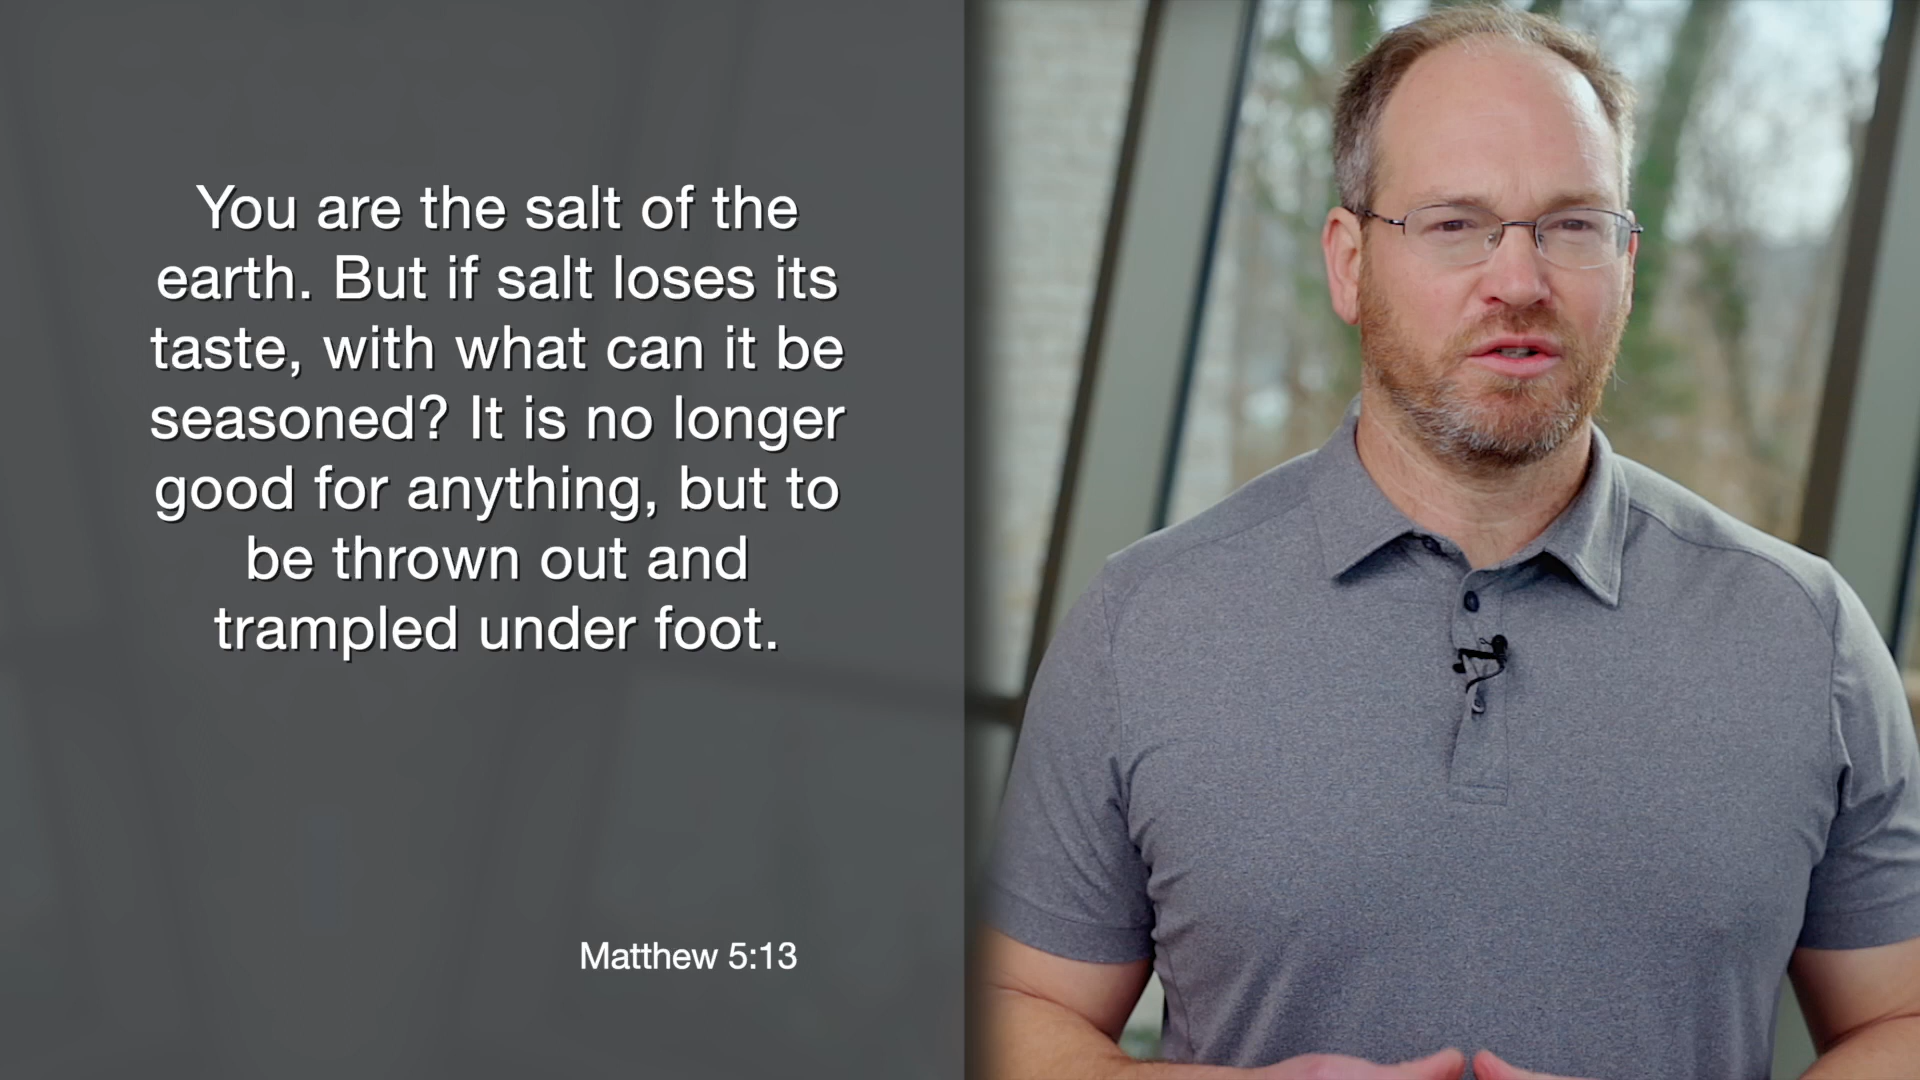 You are the salt of the
earth. But if salt loses its
taste, with what can it be
seasoned? It is no longer
good for anything, but to
be thrown out and
trampled under foot.
Matthew 5:13